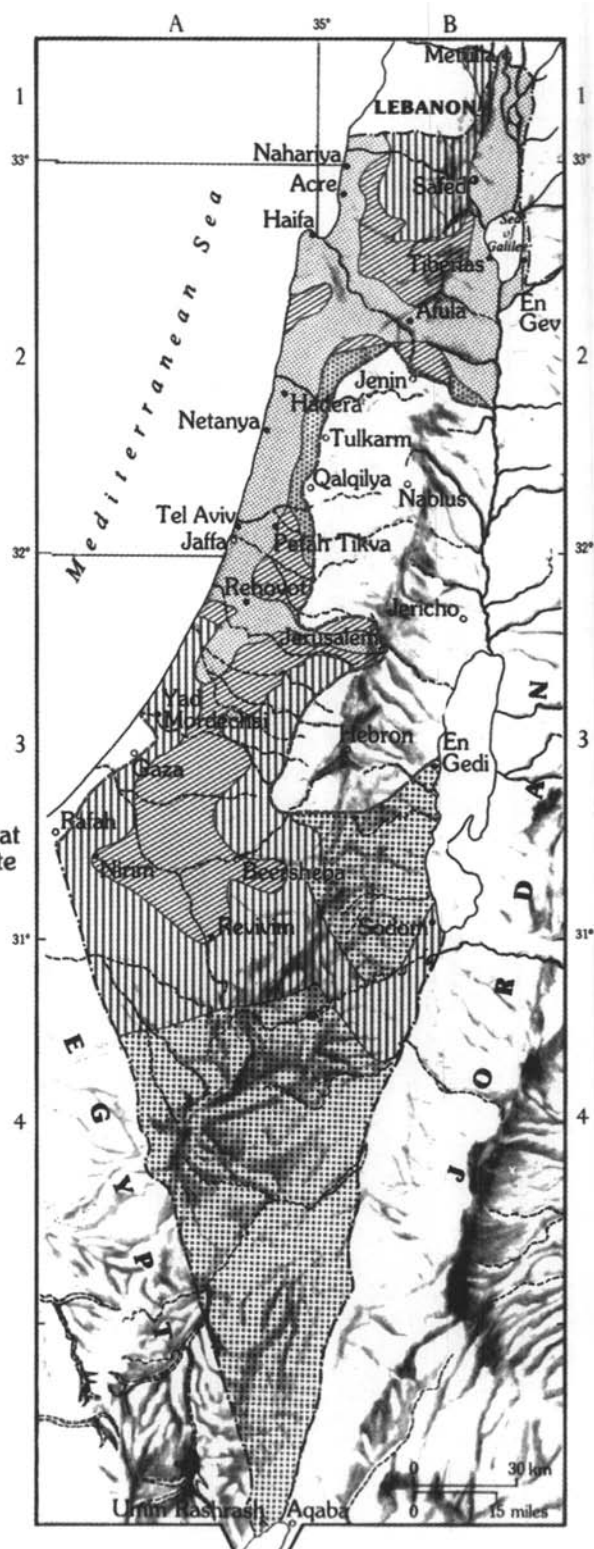 A 35° B
1 1
Metulla
LEBANON
33° 33°
Nahariya
Acre
Safed
Haifa
Sea
of
Galilee
Tiberias
En
Gev
Afula
Mediterranean Sea
2 2
Jenin
Hadera
Netanya
Tulkarm
Qalqilya
Nablus
Tel Aviv
Jaffa
Petah Tikva
32° 32°
Rehovot
Jericho
Jerusalem
Yad
Mordechai
3 3
Hebron
En
Gedi
Gaza
at
te
Rafah
Nirim
Beersheba
Revivim
Sodom
31° 31°
JORDAN
EGYPT
4 4
0 30 km
0 15 miles
Umm Rashrash
Aqaba